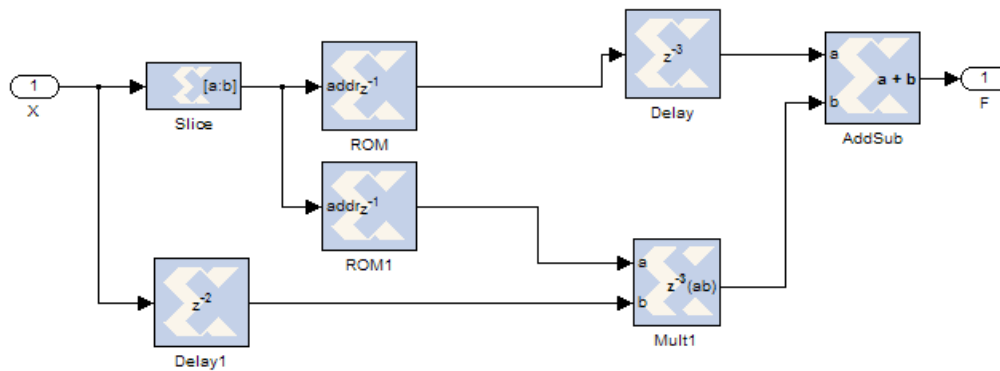 1
X
[a:b]
Slice
addr z⁻¹
ROM
addr z⁻¹
ROM1
z⁻²
Delay1
z⁻³
Delay
a
b
z⁻³(ab)
Mult1
a
b
a + b
AddSub
1
F